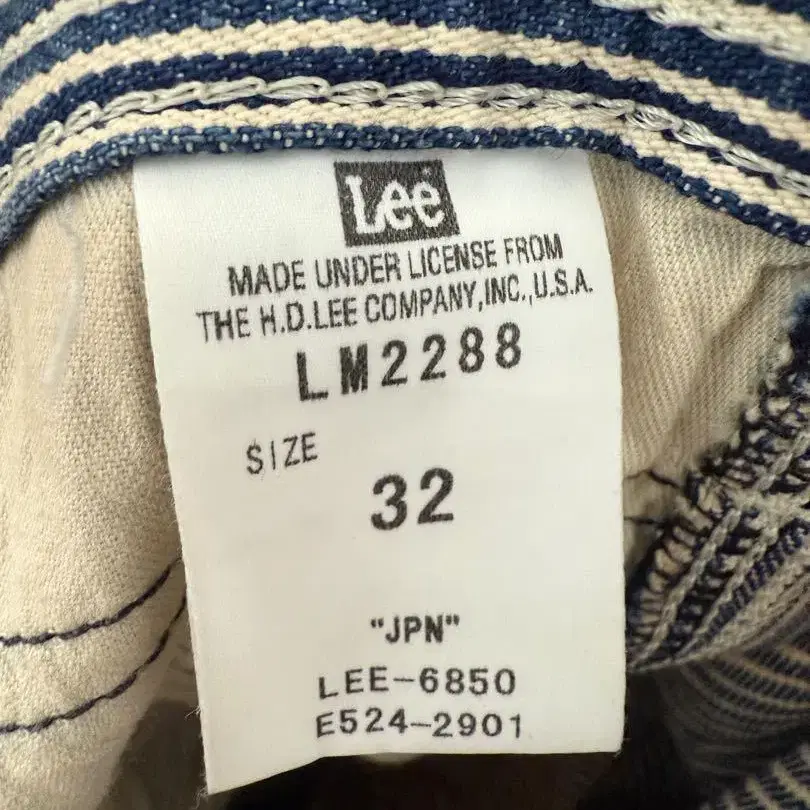 Lee
MADE UNDER LICENSE FROM
THE H.D.LEE COMPANY,INC.,U.S.A.
LM2288
SIZE
32
"JPN"
LEE-6850
E524-2901